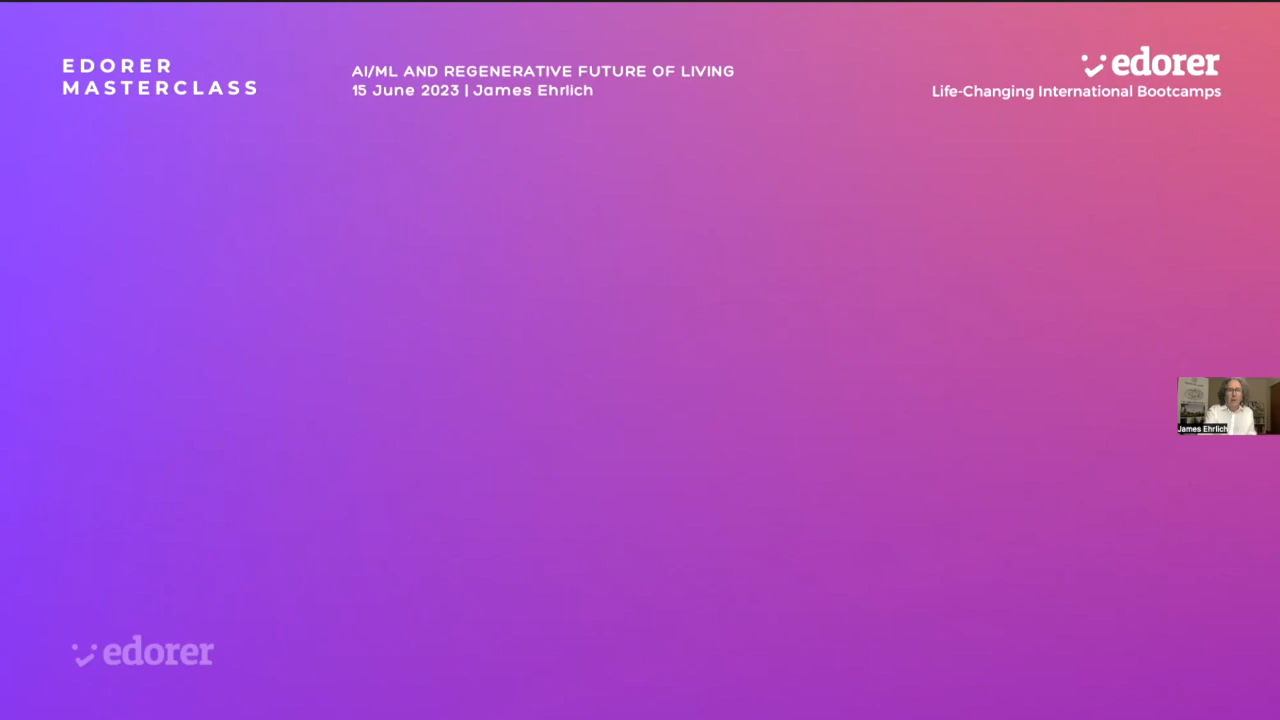 EDORER
MASTERCLASS
AI/ML AND REGENERATIVE FUTURE OF LIVING
15 June 2023 | James Ehrlich
edorer
Life-Changing International Bootcamps
James Ehrlich
edorer